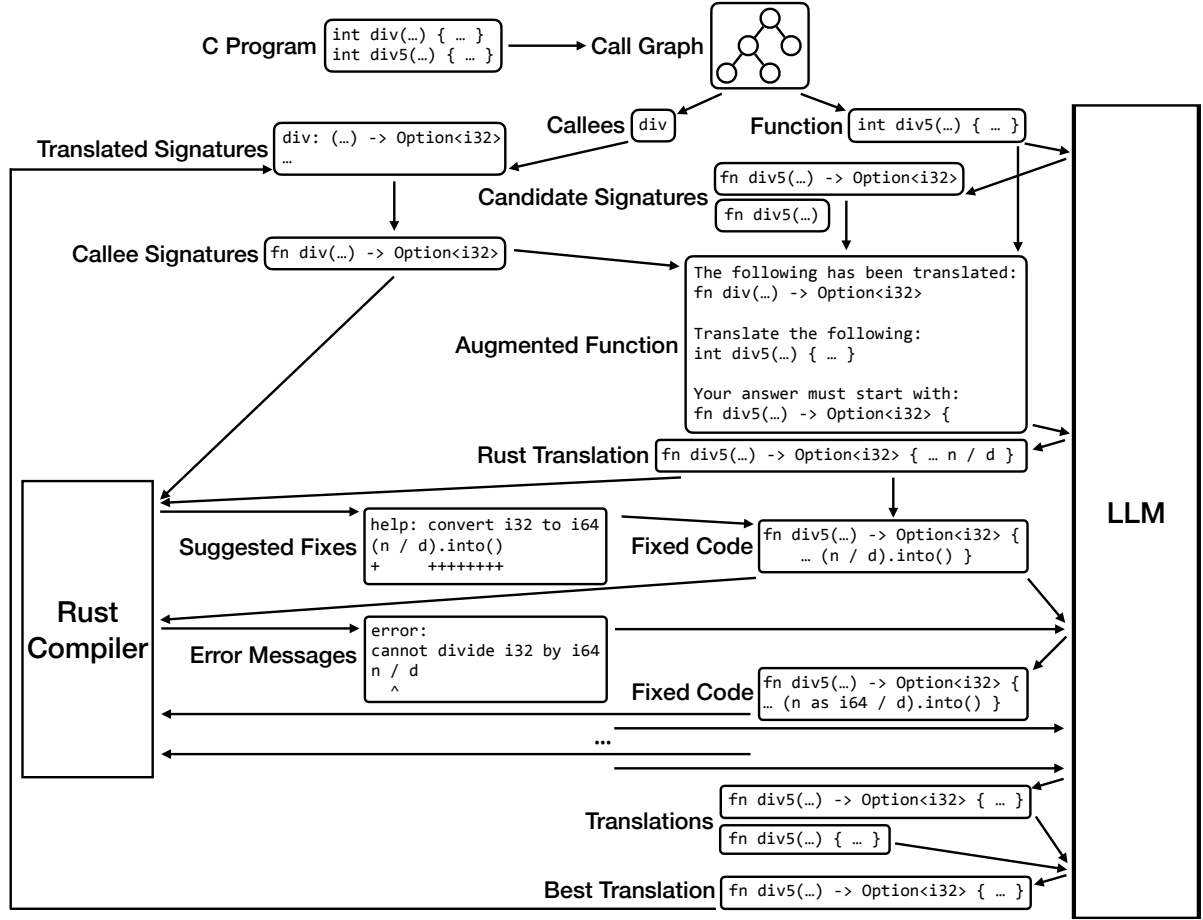 C Program
int div(…) { … }
int div5(…) { … }
Call Graph
Callees
div
Function
int div5(…) { … }
Translated Signatures
div: (…) -> Option<i32>
…
Candidate Signatures
fn div5(…) -> Option<i32>
fn div5(…)
Callee Signatures
fn div(…) -> Option<i32>
Augmented Function
The following has been translated:
fn div(…) -> Option<i32>
Translate the following:
int div5(…) { … }
Your answer must start with:
fn div5(…) -> Option<i32> {
LLM
Rust Translation
fn div5(…) -> Option<i32> { … n / d }
Rust
Compiler
Suggested Fixes
help: convert i32 to i64
(n / d).into()
+     ++++++++
Fixed Code
fn div5(…) -> Option<i32> {
… (n / d).into() }
Error Messages
error:
cannot divide i32 by i64
n / d
^
Fixed Code
fn div5(…) -> Option<i32> {
… (n as i64 / d).into() }
…
Translations
fn div5(…) -> Option<i32> { … }
fn div5(…) { … }
Best Translation
fn div5(…) -> Option<i32> { … }